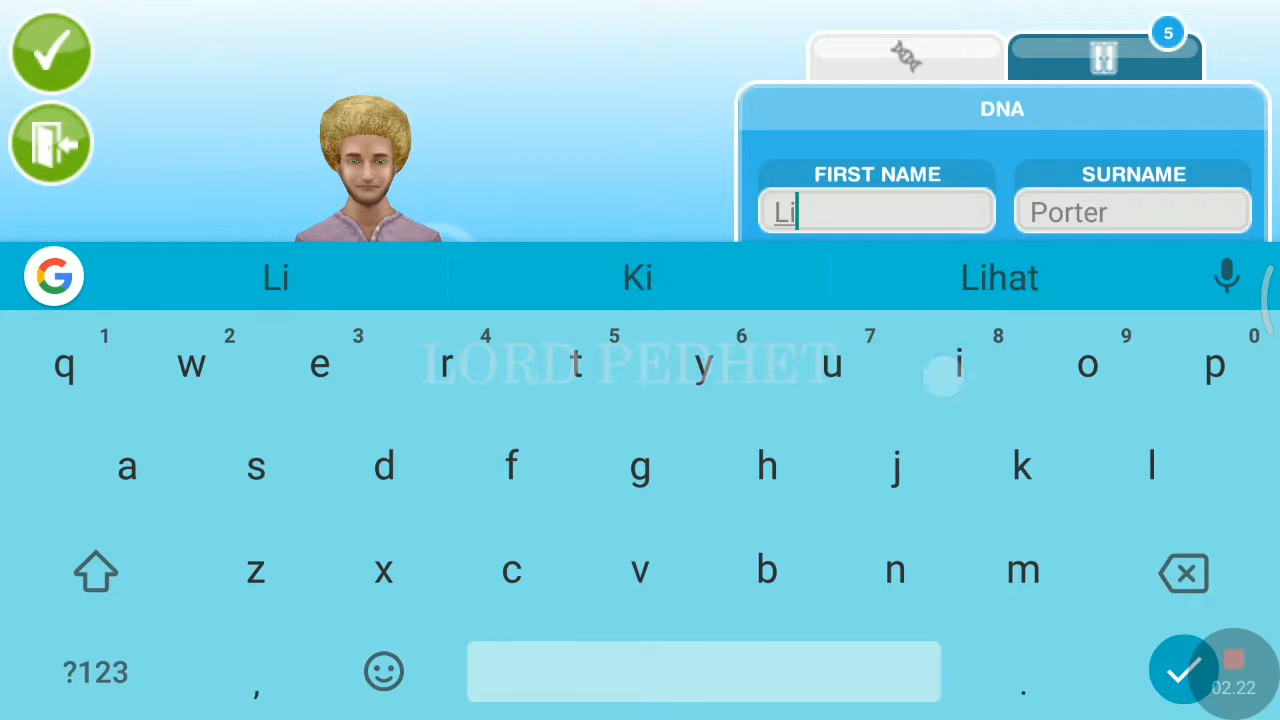 5
DNA
FIRST NAME SURNAME
Li Porter
G Li Ki Lihat
1 2 3 4 5 6 7 8 9 0
q w e r t y u i o p
LORD PEDHET
a s d f g h j k l
z x c v b n m
?123 , .
02.22